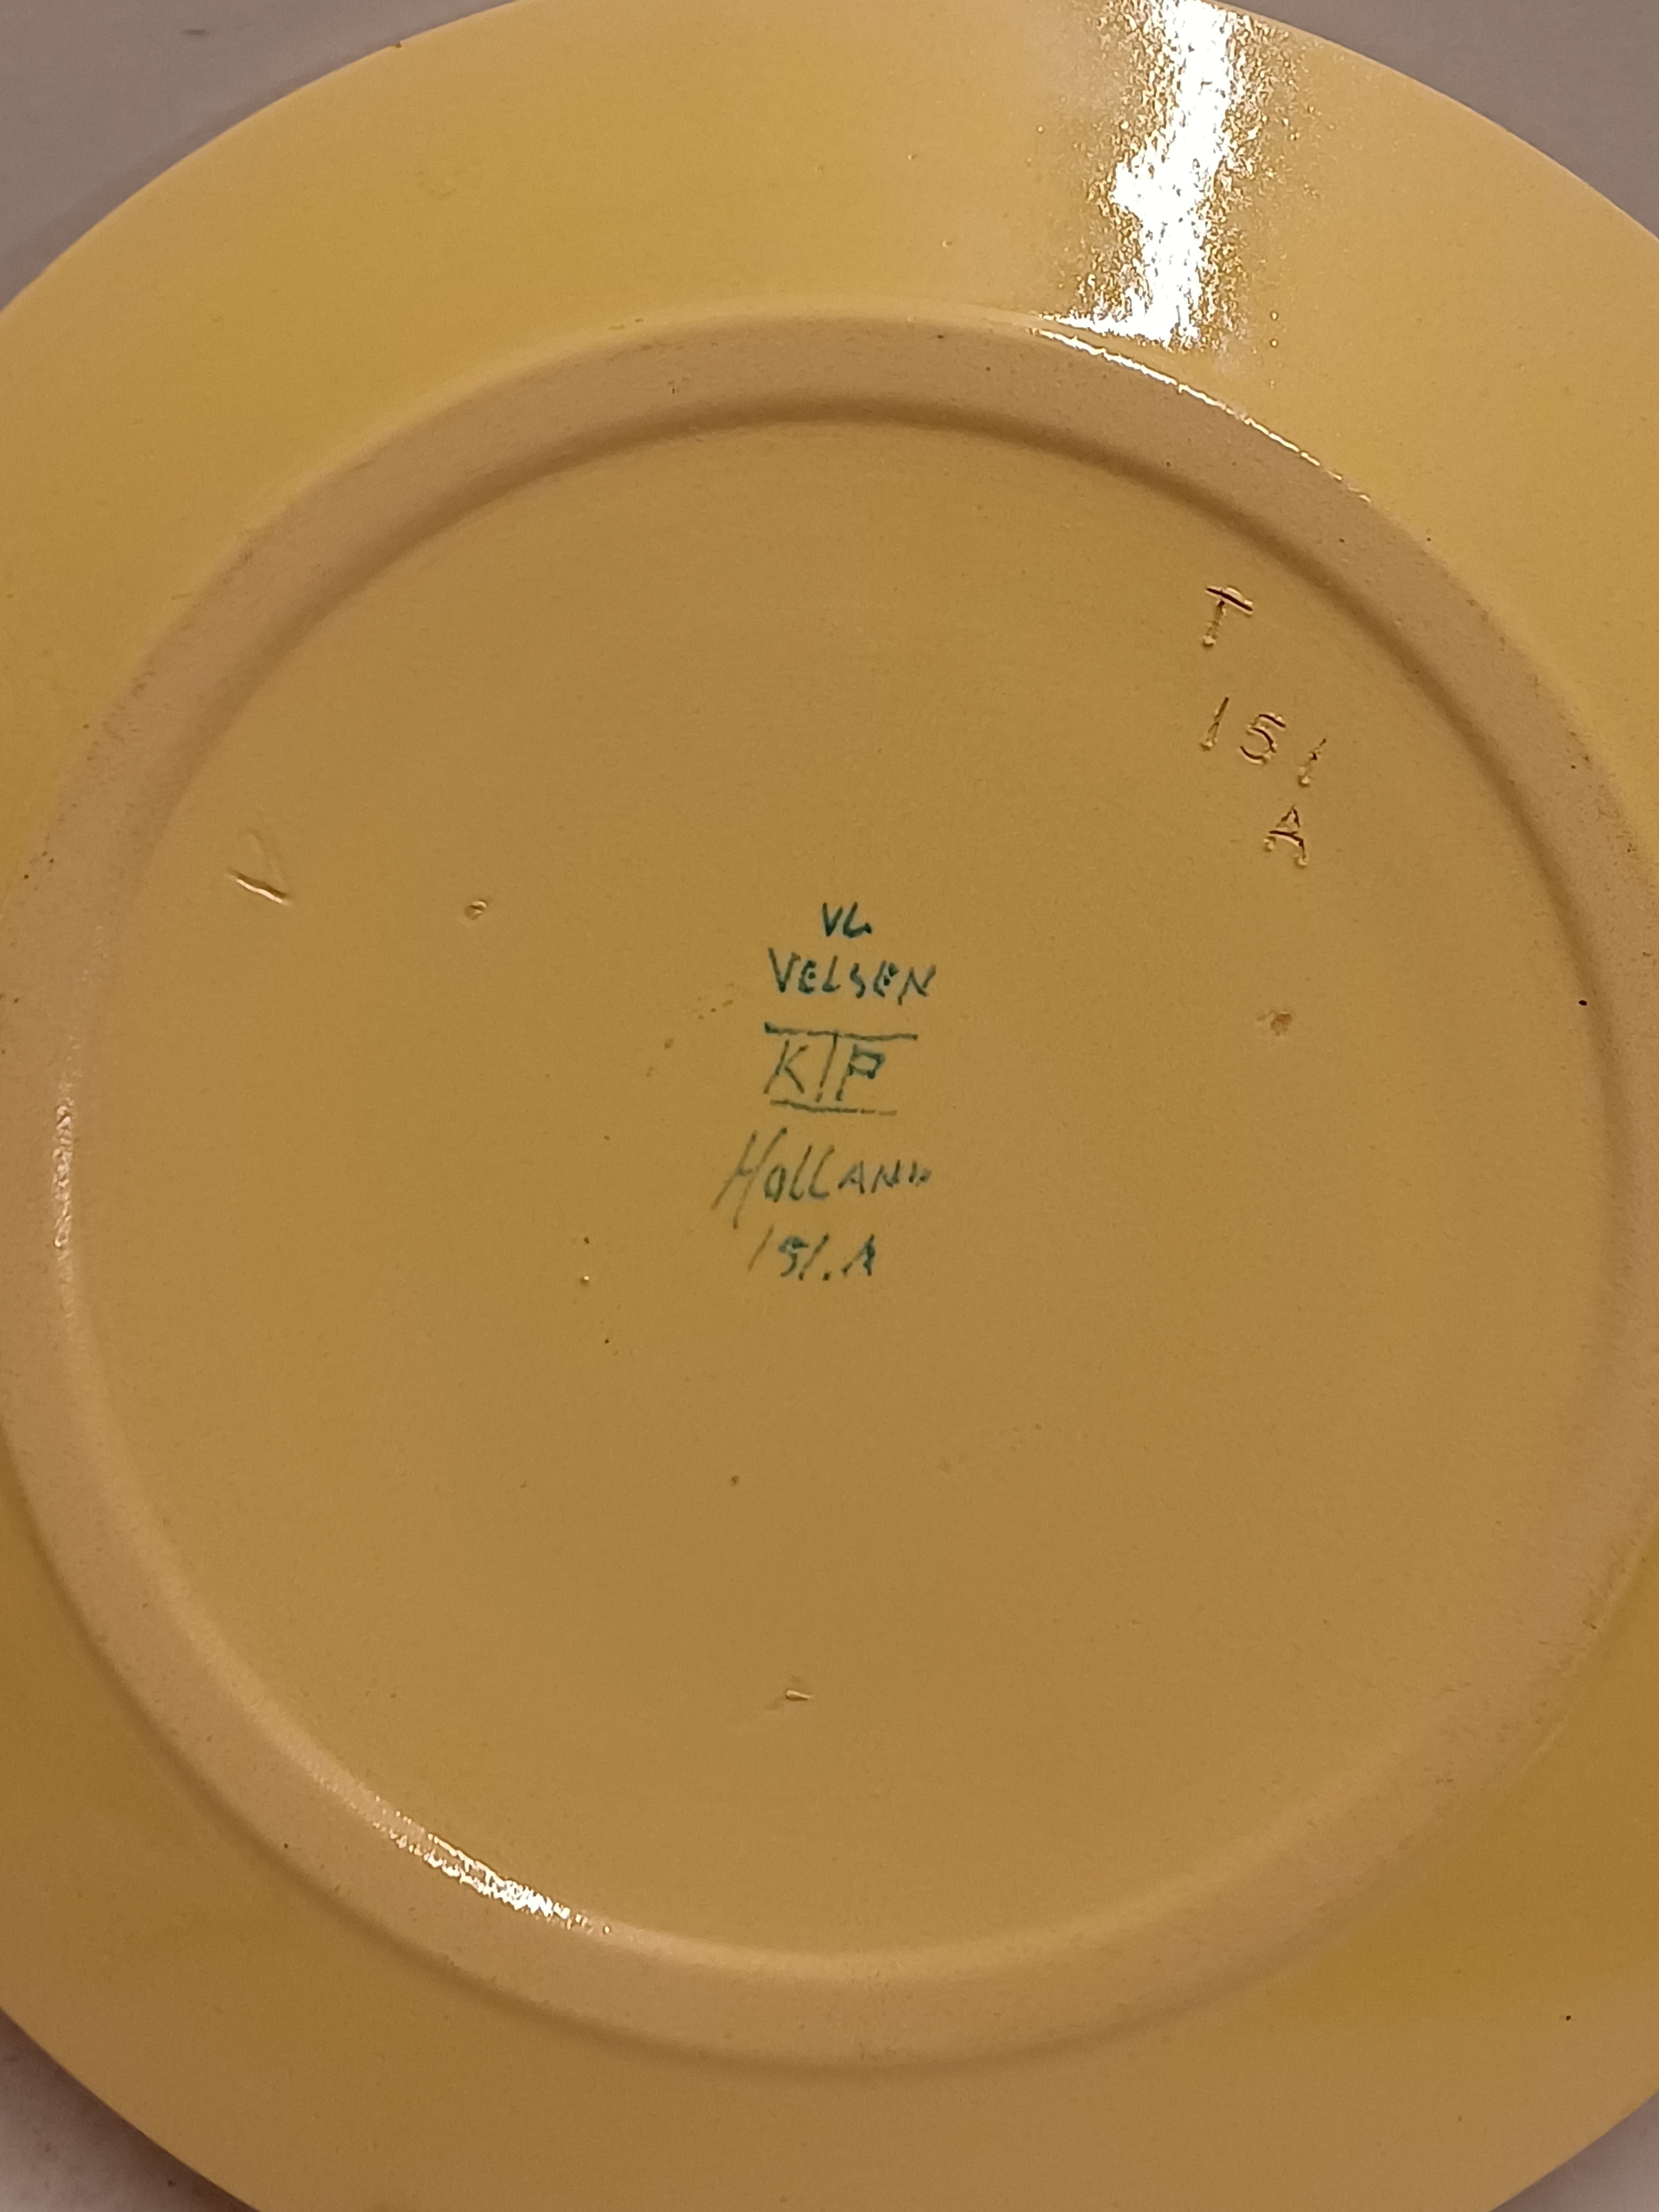 T
151
A
VL
VELSEN
KTP
HOLLAND
151.A